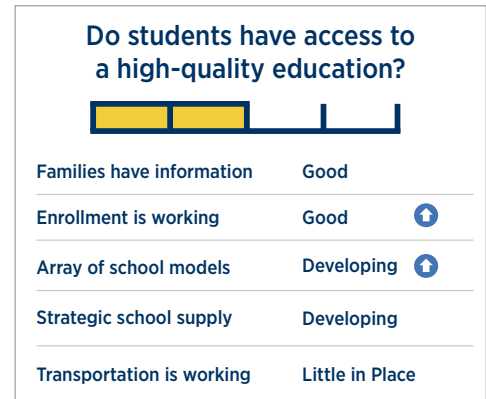 Do students have access to
a high-quality education?
Families have information Good
Enrollment is working Good
Array of school models Developing
Strategic school supply Developing
Transportation is working Little in Place